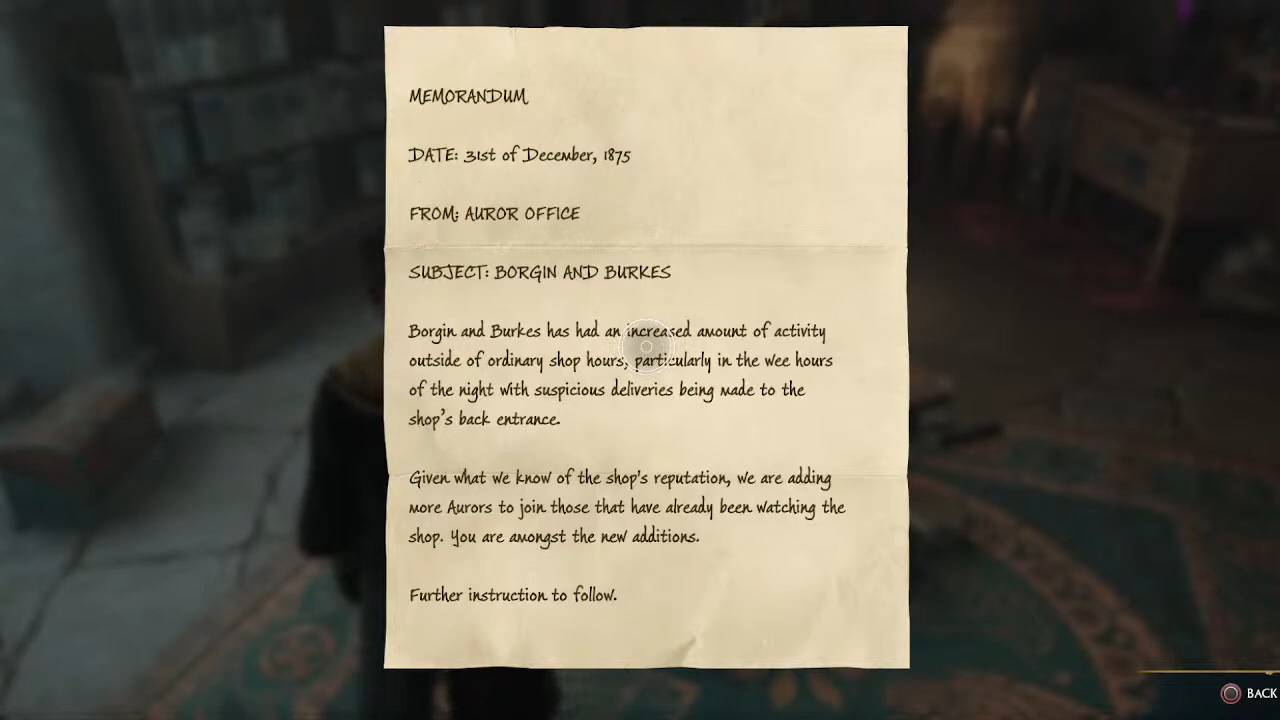 MEMORANDUM
DATE: 31st of December, 1875
FROM: AUROR OFFICE
SUBJECT: BORGIN AND BURKES
Borgin and Burkes has had an increased amount of activity
outside of ordinary shop hours, particularly in the wee hours
of the night with suspicious deliveries being made to the
shop's back entrance.
Given what we know of the shop's reputation, we are adding
more Aurors to join those that have already been watching the
shop. You are amongst the new additions.
Further instruction to follow.
BACK